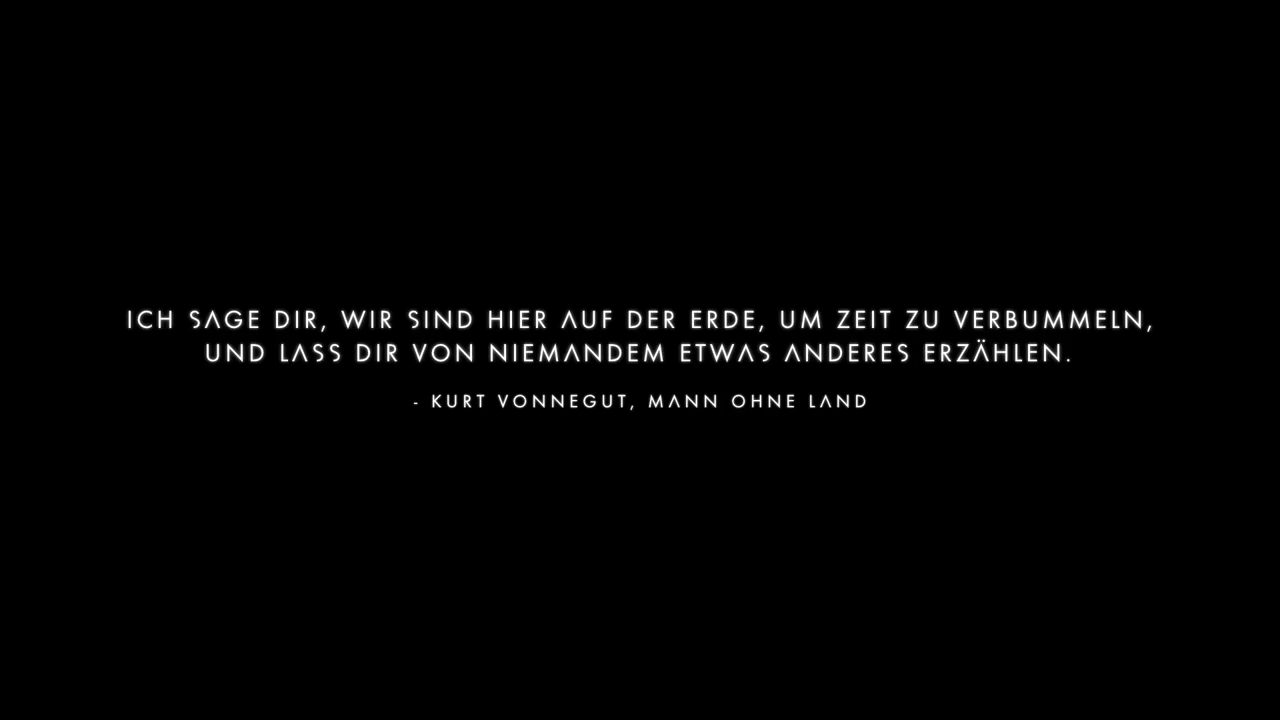 ICH SAGE DIR, WIR SIND HIER AUF DER ERDE, UM ZEIT ZU VERBUMMELN,
UND LASS DIR VON NIEMANDEM ETWAS ANDERES ERZÄHLEN.
- KURT VONNEGUT, MANN OHNE LAND